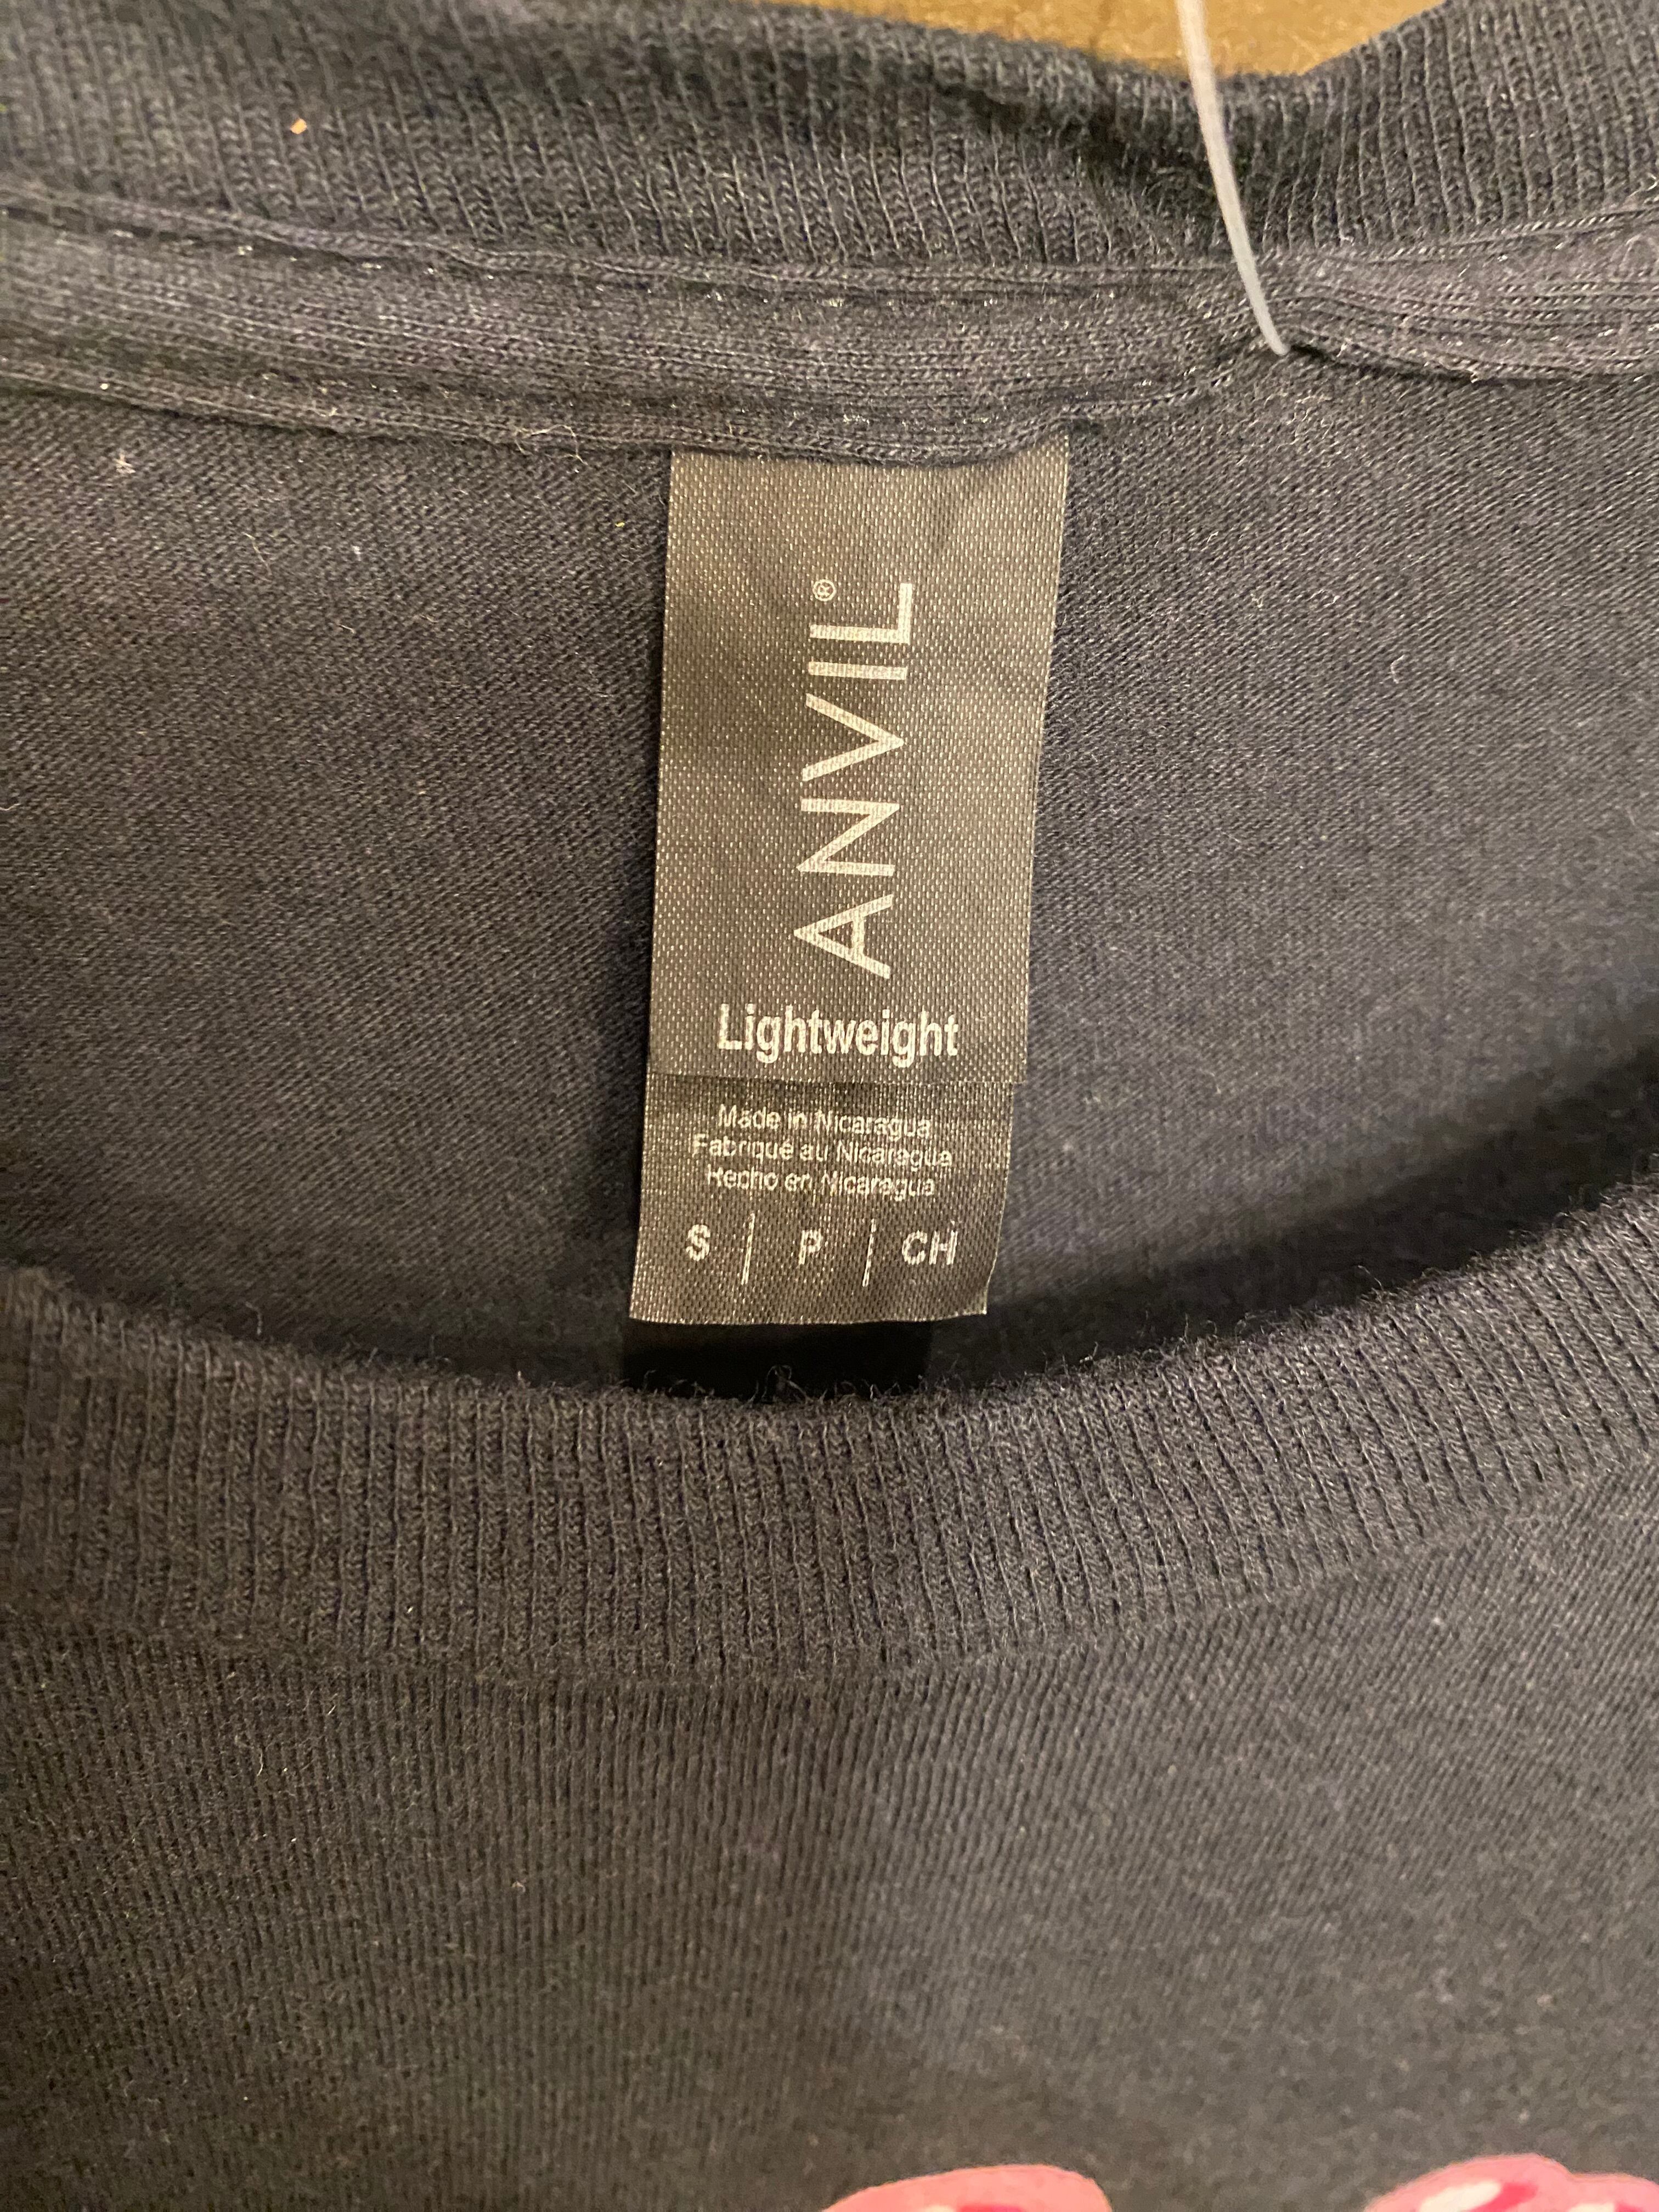 ANVIL®
Lightweight
Made in Nicaragua
Fabriqué au Nicaragua
Hecho en Nicaragua
S | P | CH